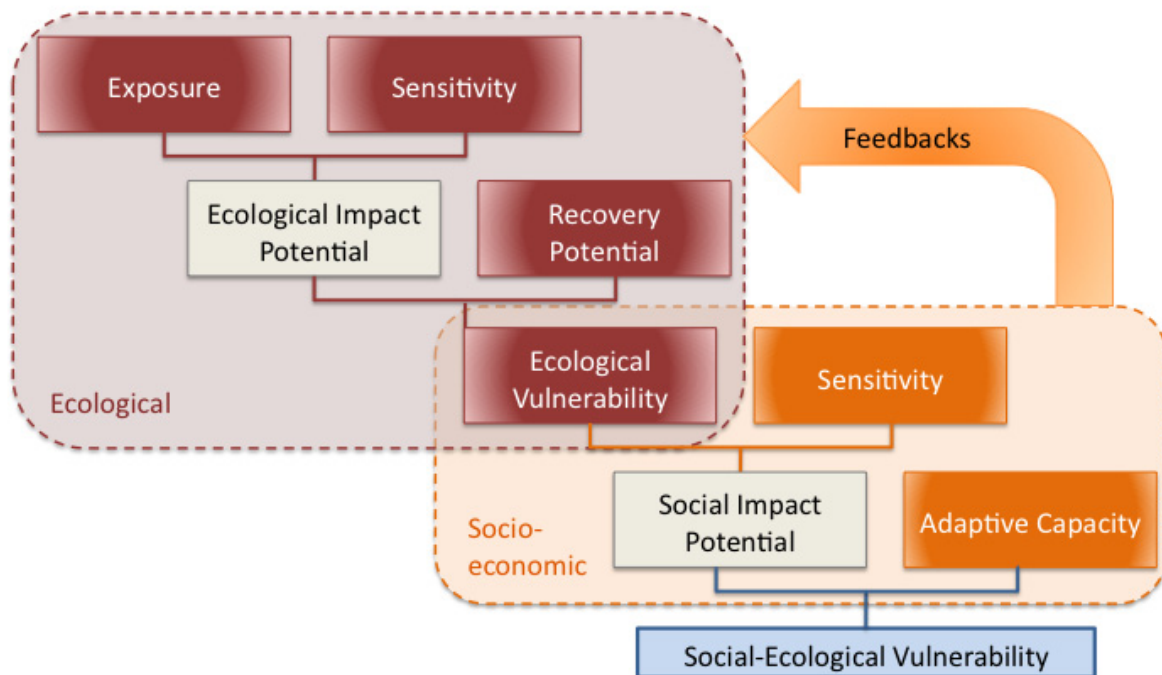 Exposure
Sensitivity
Feedbacks
Ecological Impact
Potential
Recovery
Potential
Ecological
Vulnerability
Sensitivity
Ecological
Social Impact
Potential
Adaptive Capacity
Socio-
economic
Social-Ecological Vulnerability